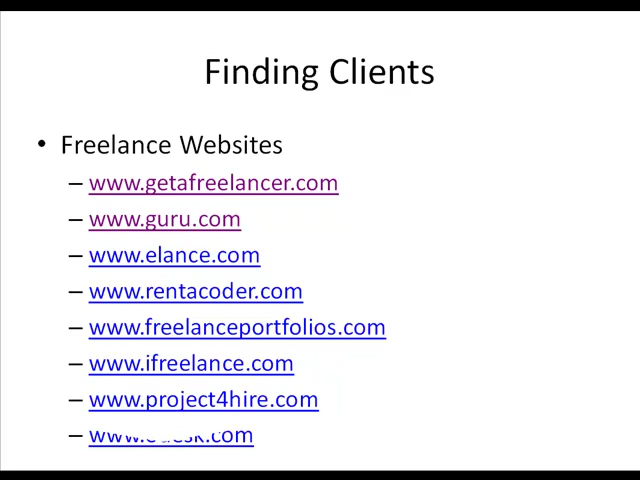 Finding Clients
• Freelance Websites
– www.getafreelancer.com
– www.guru.com
– www.elance.com
– www.rentacoder.com
– www.freelanceportfolios.com
– www.ifreelance.com
– www.project4hire.com